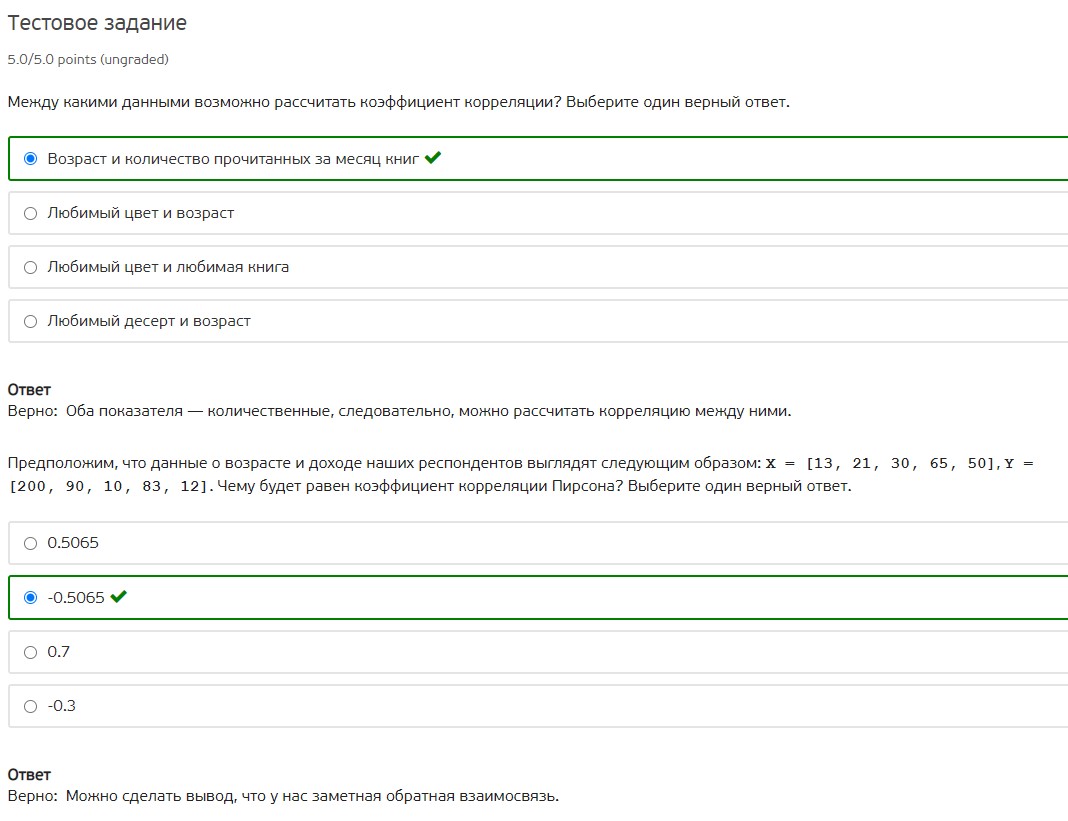 Тестовое задание
5.0/5.0 points (ungraded)
Между какими данными возможно рассчитать коэффициент корреляции? Выберите один верный ответ.
Возраст и количество прочитанных за месяц книг
Любимый цвет и возраст
Любимый цвет и любимая книга
Любимый десерт и возраст
Ответ
Верно: Оба показателя — количественные, следовательно, можно рассчитать корреляцию между ними.
Предположим, что данные о возрасте и доходе наших респондентов выглядят следующим образом: X = [13, 21, 30, 65, 50], Y =
[200, 90, 10, 83, 12]. Чему будет равен коэффициент корреляции Пирсона? Выберите один верный ответ.
0.5065
-0.5065
0.7
-0.3
Ответ
Верно: Можно сделать вывод, что у нас заметная обратная взаимосвязь.